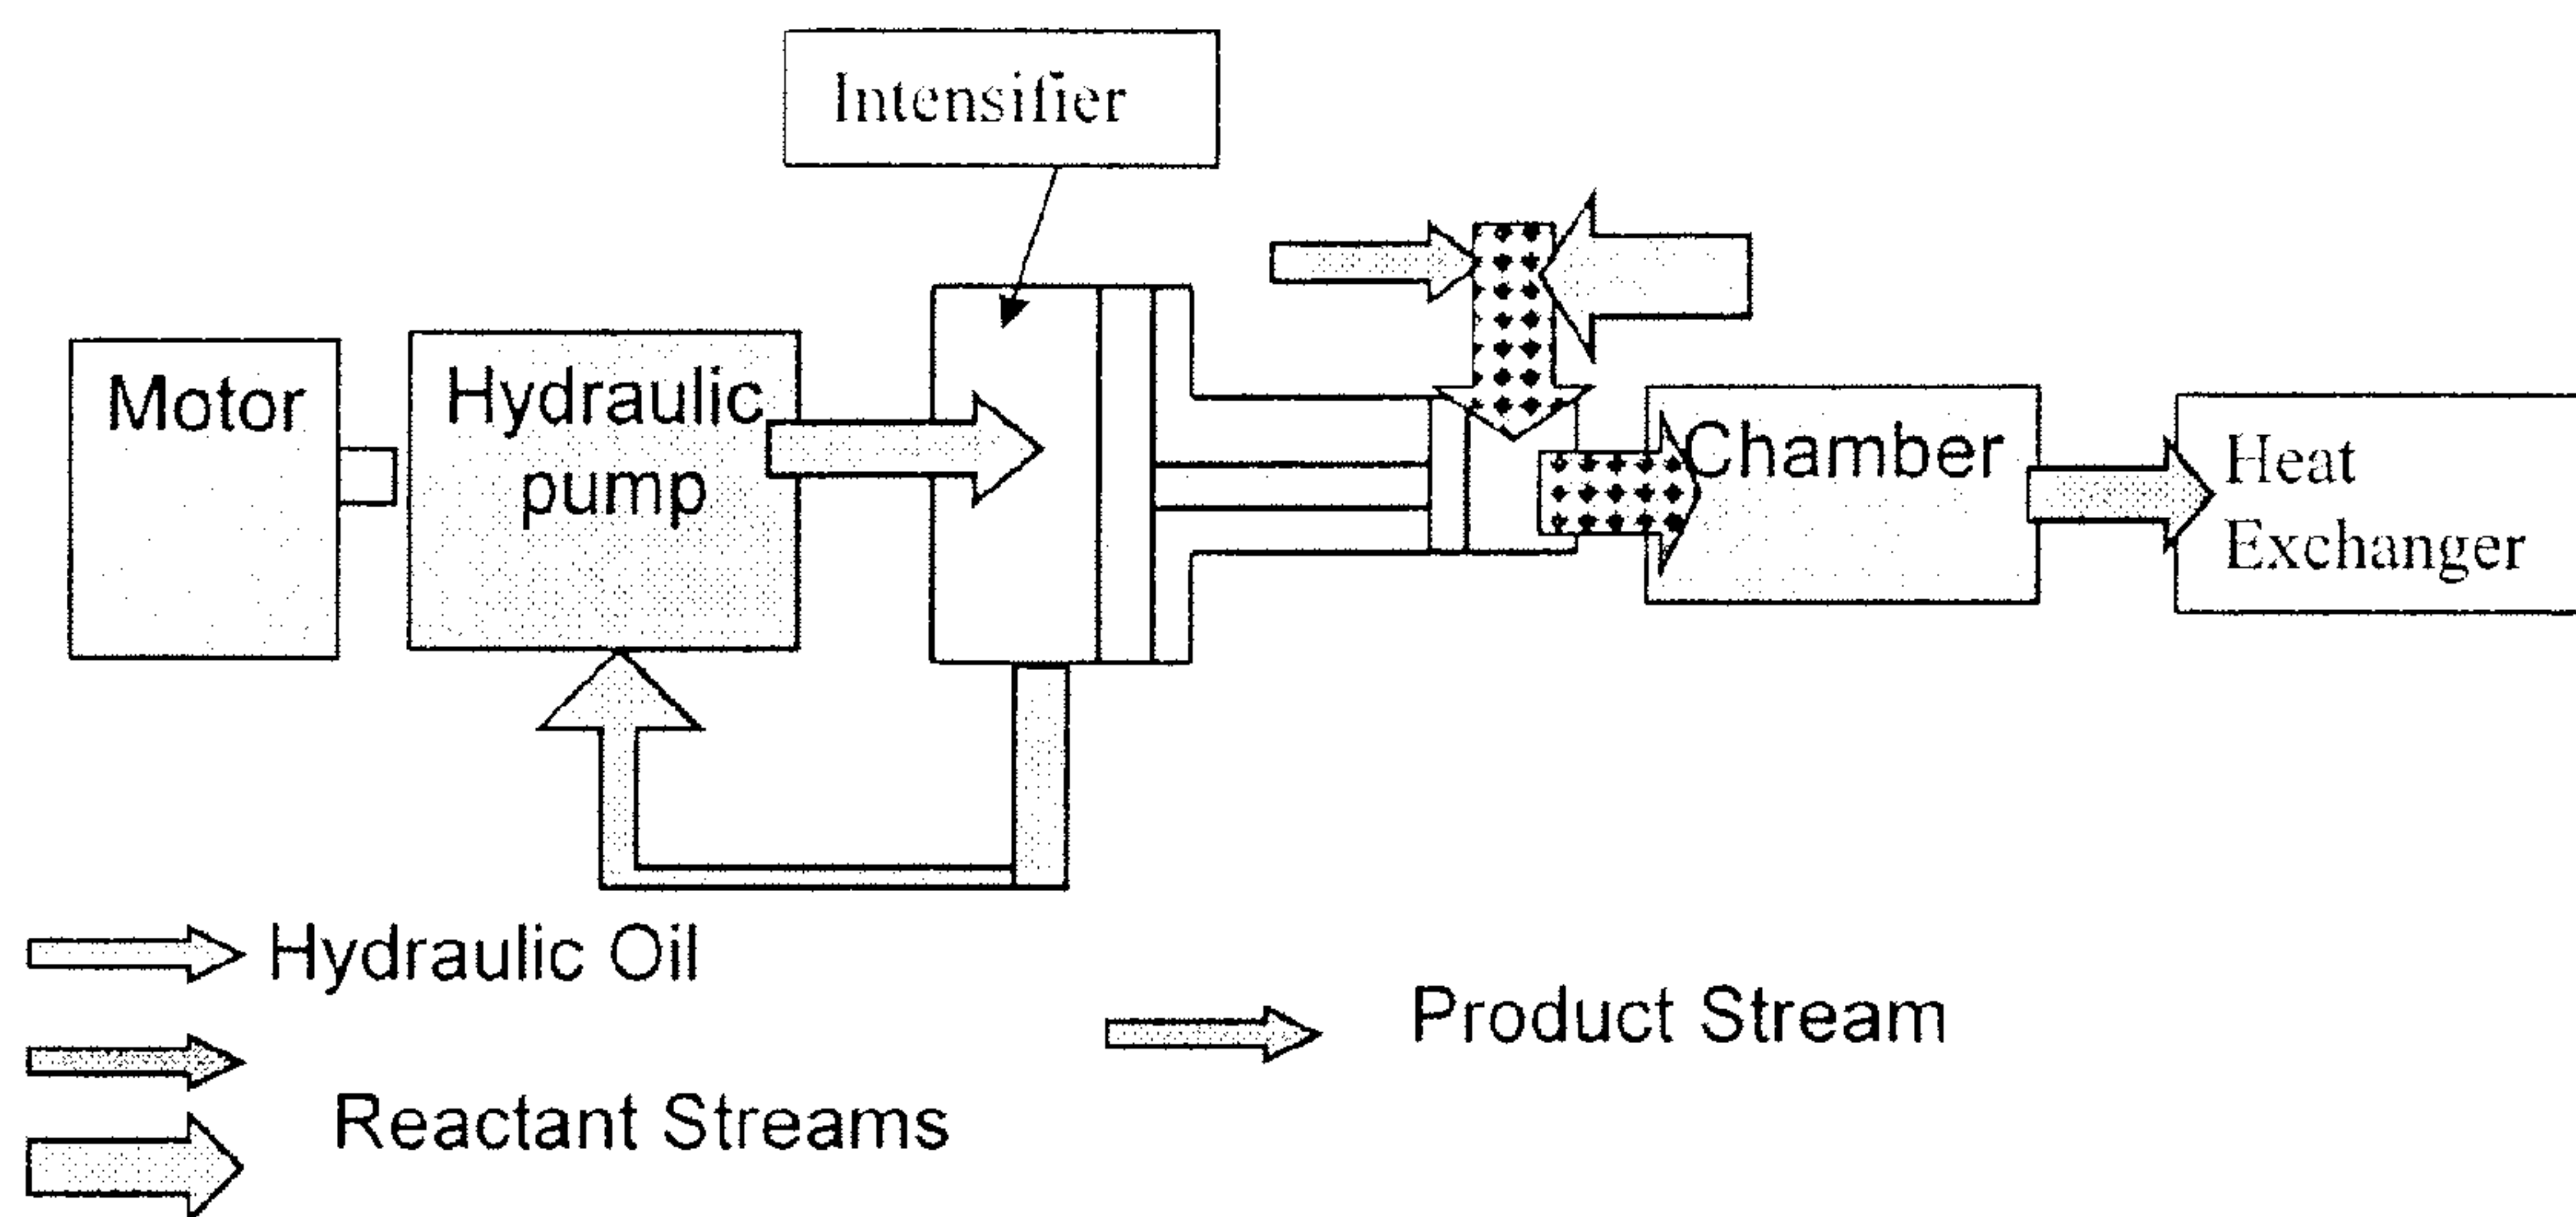 Intensifier
Motor
Hydraulic
pump
Chamber
Heat
Exchanger
Hydraulic Oil
Product Stream
Reactant Streams